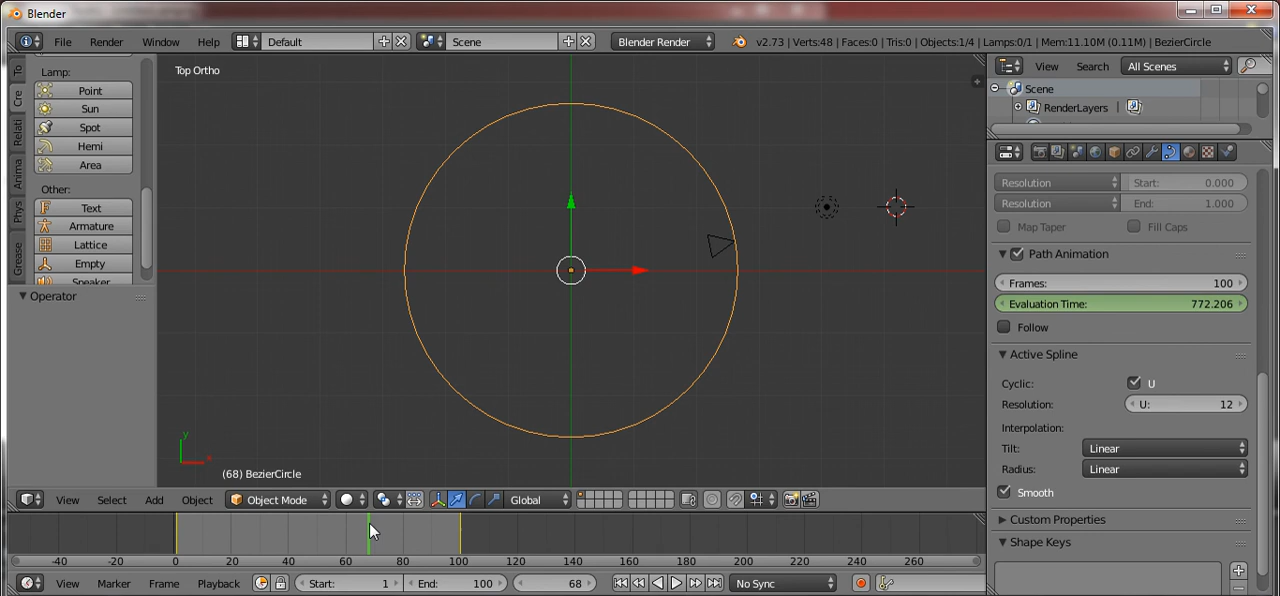 Blender
File Render Window Help Default Scene Blender Render v2.73 | Verts:48 | Faces:0 | Tris:0 | Objects:1/4 | Lamps:0/1 | Mem:11.10M (0.11M) | BezierCircle
To
Cre
Relati
Anima
Phys
Grease
Lamp:
Point
Sun
Spot
Hemi
Area
Other:
Text
Armature
Lattice
Empty
Speaker
Operator
Top Ortho
y
(68) BezierCircle
View Search All Scenes
Scene
RenderLayers |
Resolution Start: 0.000
Resolution End: 1.000
Map Taper Fill Caps
Path Animation
Frames: 100
Evaluation Time: 772.206
Follow
Active Spline
Cyclic: U
Resolution: U: 12
Interpolation:
Tilt: Linear
Radius: Linear
Smooth
Custom Properties
Shape Keys
View Select Add Object Object Mode Global
-40 -20 0 20 40 60 80 100 120 140 160 180 200 220 240 260
View Marker Frame Playback Start: 1 End: 100 68 No Sync